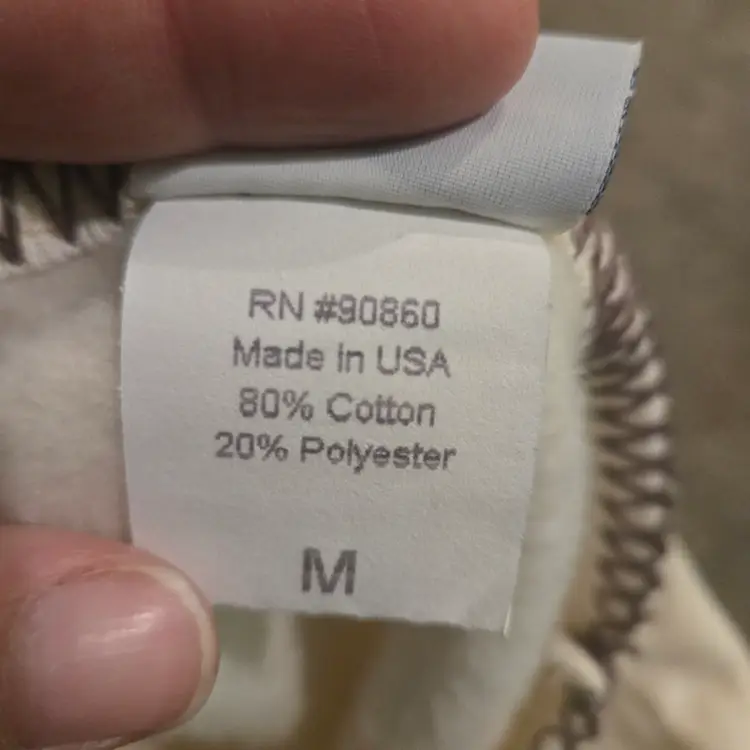 RN #90860
Made in USA
80% Cotton
20% Polyester
M